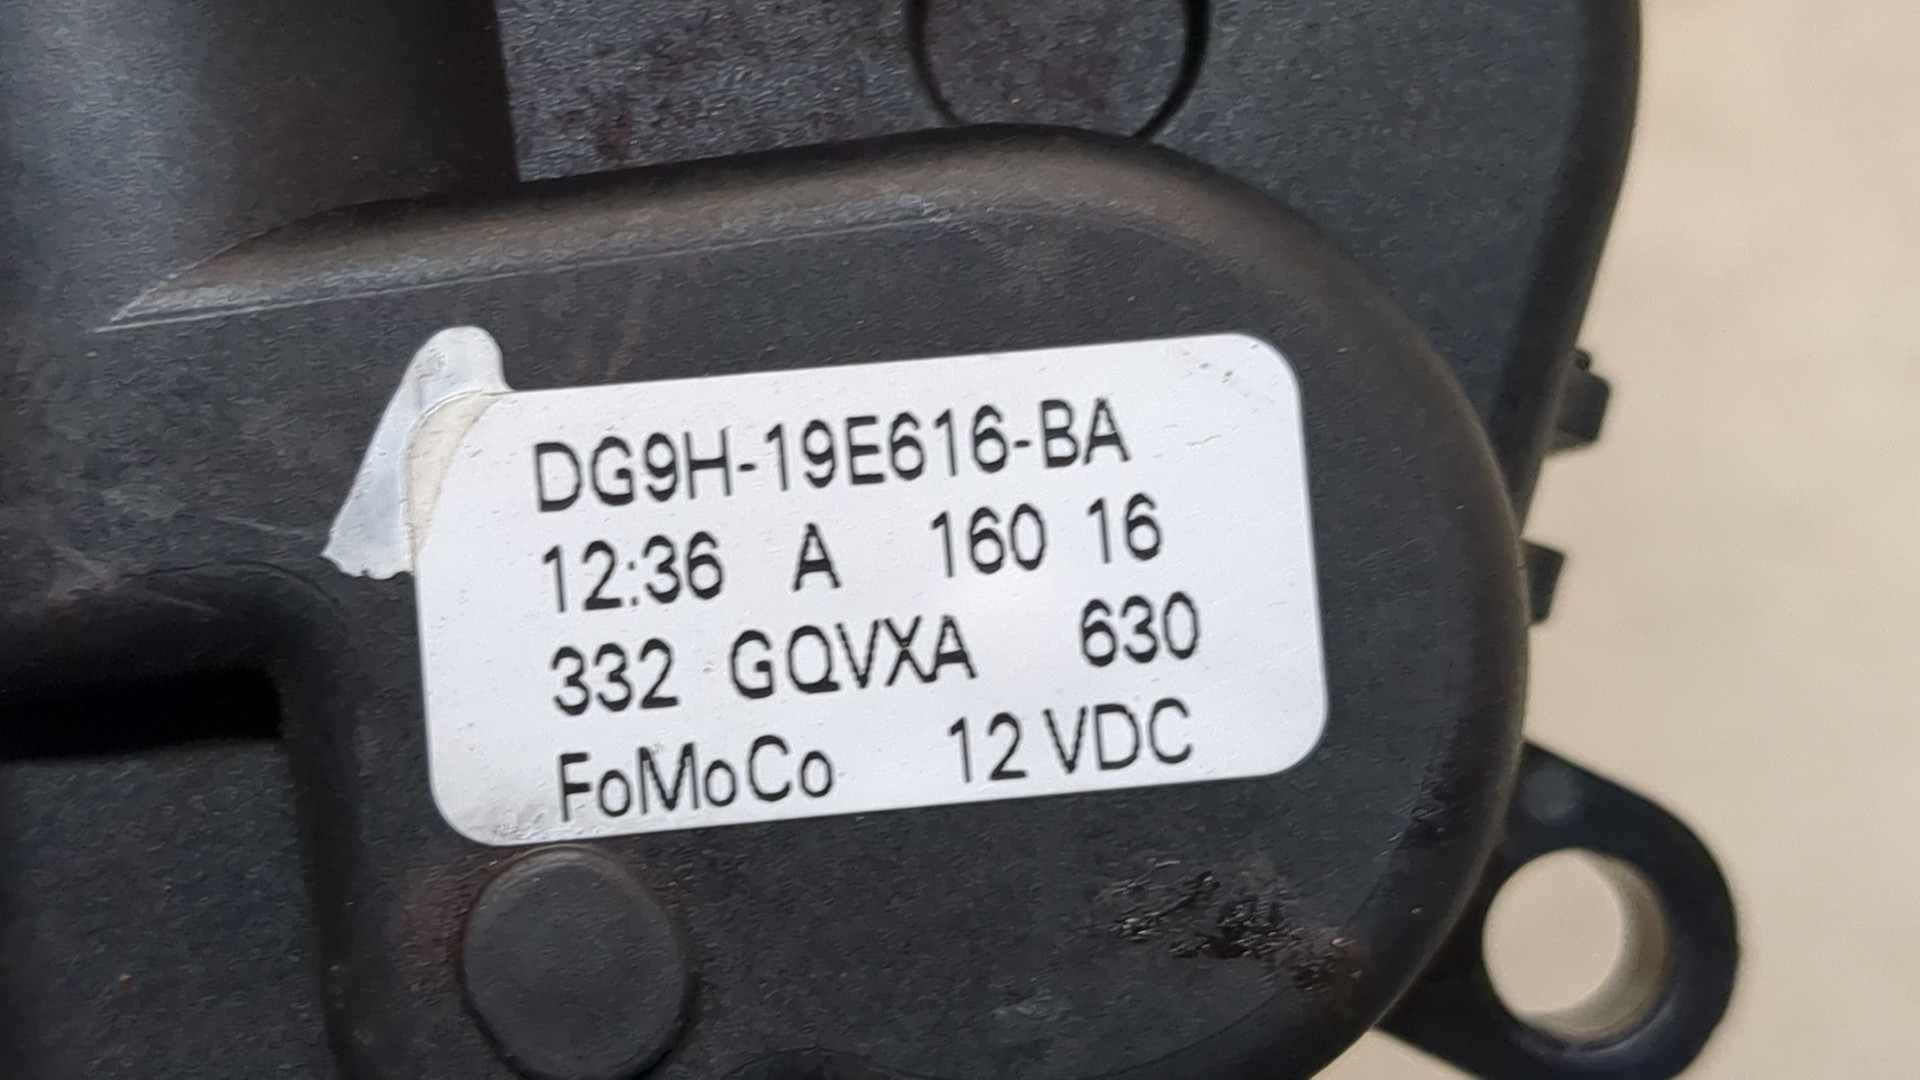 DG9H-19E616-BA
12:36 A 160 16
332 GQVXA 630
FoMoCo 12 VDC